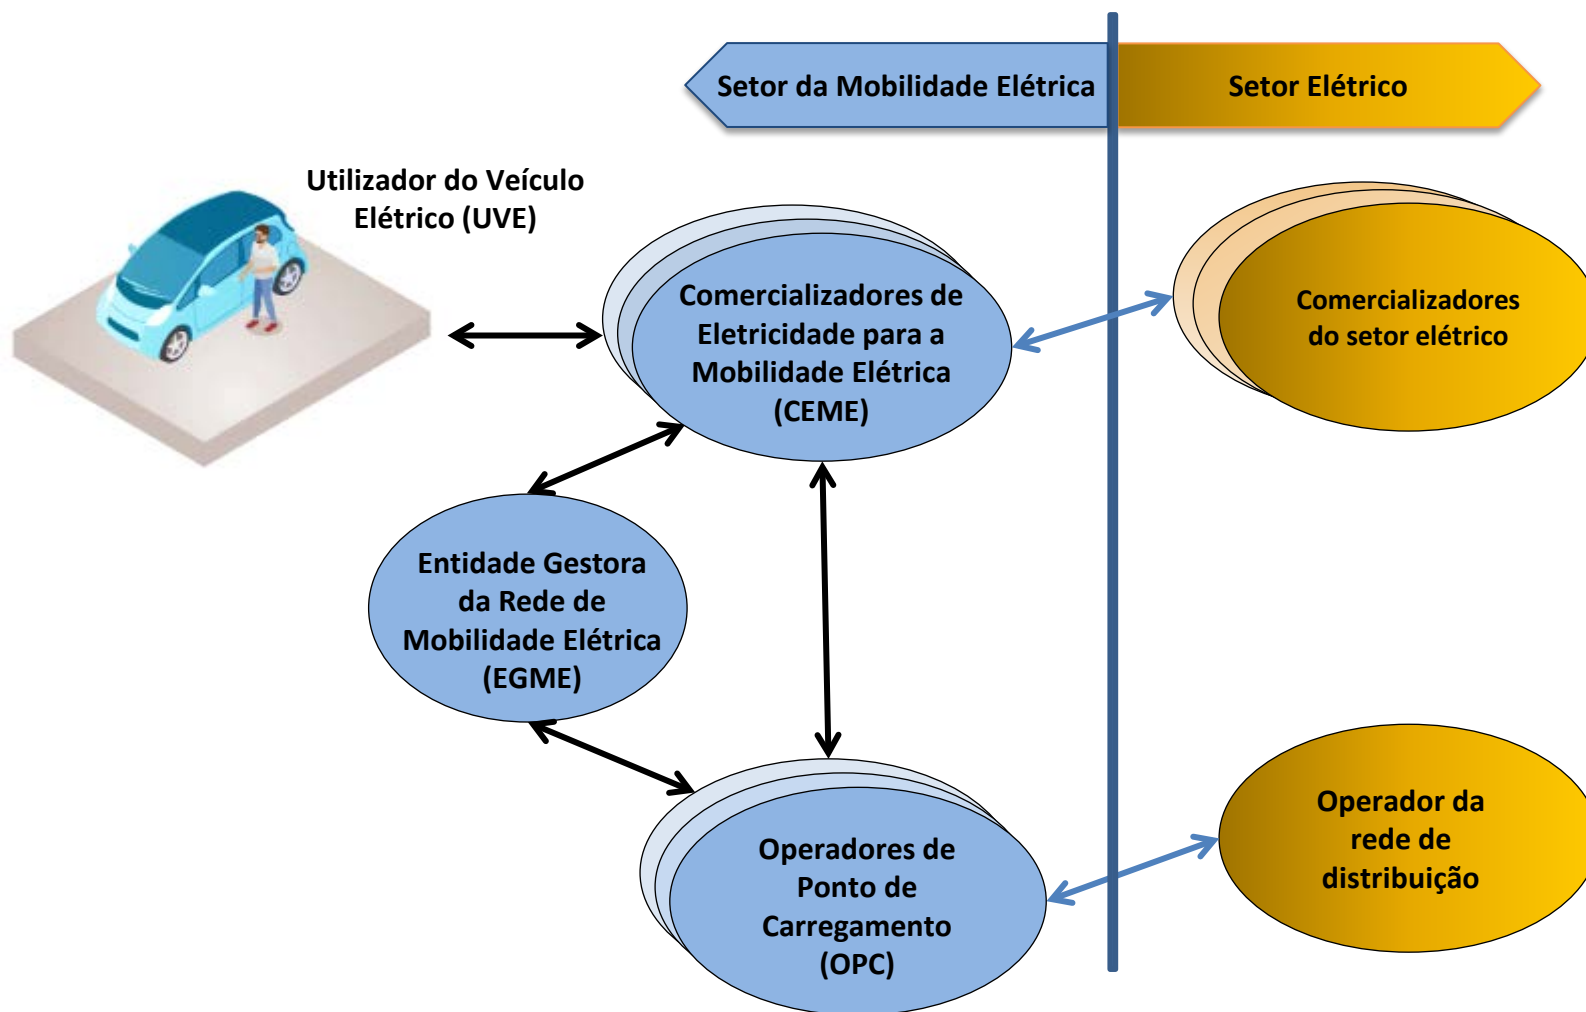 Setor da Mobilidade Elétrica
Setor Elétrico
Utilizador do Veículo
Elétrico (UVE)
Comercializadores de
Eletricidade para a
Mobilidade Elétrica
(CEME)
Comercializadores
do setor elétrico
Entidade Gestora
da Rede de
Mobilidade Elétrica
(EGME)
Operadores de
Ponto de
Carregamento
(OPC)
Operador da
rede de
distribuição